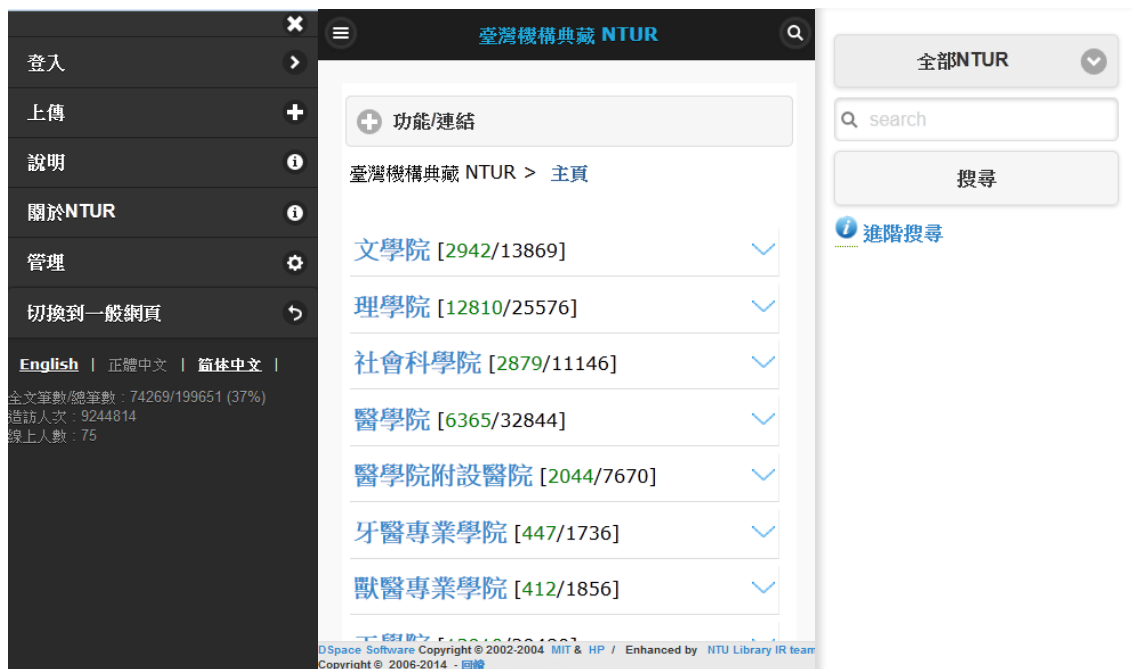 登入
上傳
說明
關於NTUR
管理
切換到一般網頁
English | 正體中文 | 简体中文 |
全文筆數/總筆數 : 74269/199651 (37%)
造訪人次 : 9244814
線上人數 : 75
臺灣機構典藏 NTUR
功能/連結
臺灣機構典藏 NTUR > 主頁
文學院 [2942/13869]
理學院 [12810/25576]
社會科學院 [2879/11146]
醫學院 [6365/32844]
醫學院附設醫院 [2044/7670]
牙醫專業學院 [447/1736]
獸醫專業學院 [412/1856]
DSpace Software Copyright © 2002-2004 MIT & HP / Enhanced by NTU Library IR team
Copyright © 2006-2014 - 回饋
全部NTUR
search
搜尋
進階搜尋